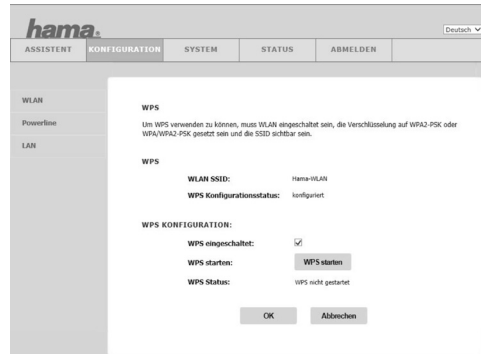 hama.
Deutsch
ASSISTENT KONFIGURATION SYSTEM STATUS ABMELDEN
WLAN
Powerline
LAN
WPS
Um WPS verwenden zu können, muss WLAN eingeschaltet sein, die Verschlüsselung auf WPA2-PSK oder
WPA/WPA2-PSK gesetzt sein und die SSID sichtbar sein.
WPS
WLAN SSID: Hama-WLAN
WPS Konfigurationsstatus: konfiguriert
WPS KONFIGURATION:
WPS eingeschaltet:
WPS starten: WPS starten
WPS Status: WPS nicht gestartet
OK Abbrechen